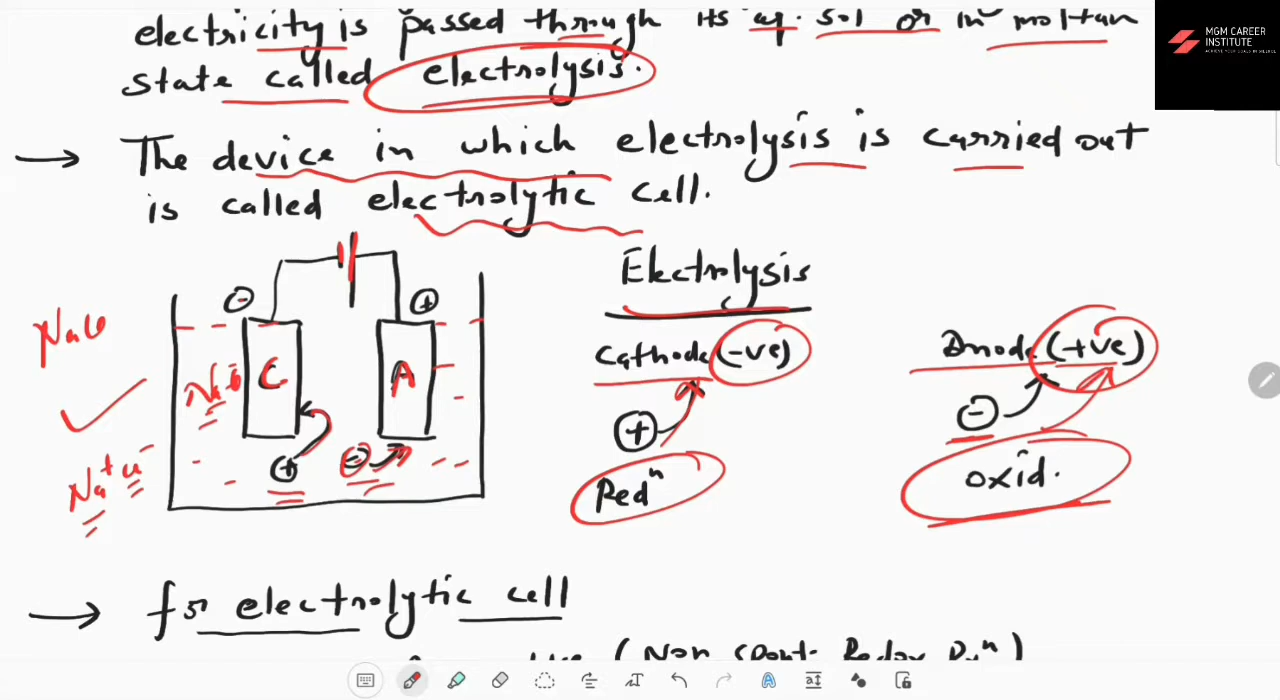 electricity is passed through its aq. sol or in moltan
MGM CAREER
INSTITUTE
state called electrolysis.
→ The device in which electrolysis is carried out
is called electrolytic cell.
Electrolysis
- +
NaCl
Cathode (-ve)
Anode (+ve)
C
A
+
-
Na+ Cl-
+ -
Redn
Oxid.
→ for electrolytic cell
(Non spont. Redox Rxn)